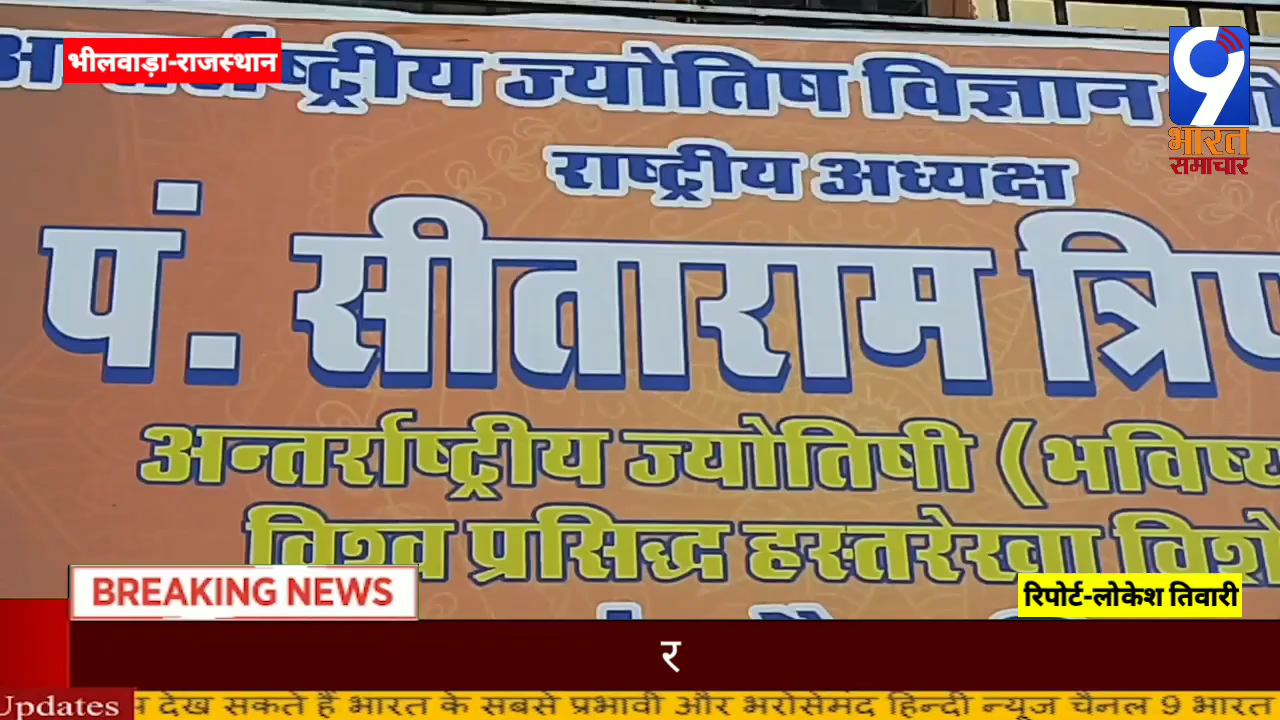 भीलवाड़ा-राजस्थान
9
भारत
समाचार
ज्योतिष विज्ञान
राष्ट्रीय अध्यक्ष
पं. सीताराम
अन्तर्राष्ट्रीय ज्योतिषी (
विश्व प्रसिद्ध हस्तरेखा
BREAKING NEWS
रिपोर्ट-लोकेश तिवारी
र
Updates
देख सकते हैं भारत के सबसे प्रभावी और भरोसेमंद हिन्दी न्यूज चैनल 9 भारत